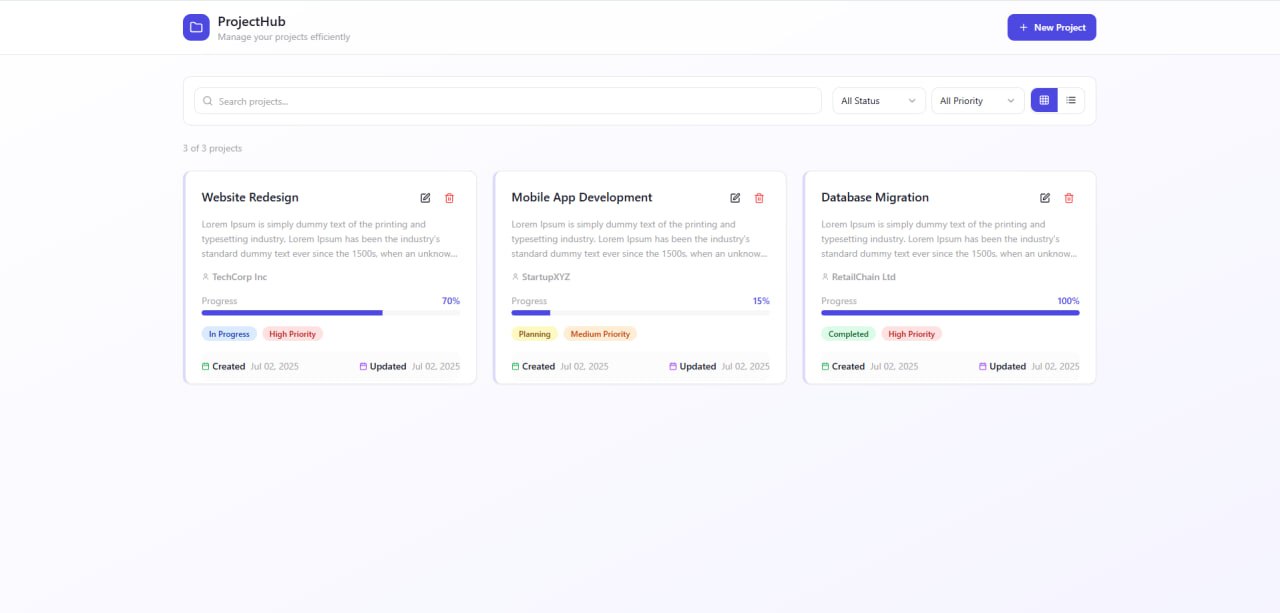 ProjectHub
Manage your projects efficiently
New Project
Search projects...
All Status
All Priority
3 of 3 projects
Website Redesign
Lorem Ipsum is simply dummy text of the printing and
typesetting industry. Lorem Ipsum has been the industry's
standard dummy text ever since the 1500s, when an unknow...
TechCorp Inc
Progress 70%
In Progress High Priority
Created Jul 02, 2025 Updated Jul 02, 2025
Mobile App Development
Lorem Ipsum is simply dummy text of the printing and
typesetting industry. Lorem Ipsum has been the industry's
standard dummy text ever since the 1500s, when an unknow...
StartupXYZ
Progress 15%
Planning Medium Priority
Created Jul 02, 2025 Updated Jul 02, 2025
Database Migration
Lorem Ipsum is simply dummy text of the printing and
typesetting industry. Lorem Ipsum has been the industry's
standard dummy text ever since the 1500s, when an unknow...
RetailChain Ltd
Progress 100%
Completed High Priority
Created Jul 02, 2025 Updated Jul 02, 2025